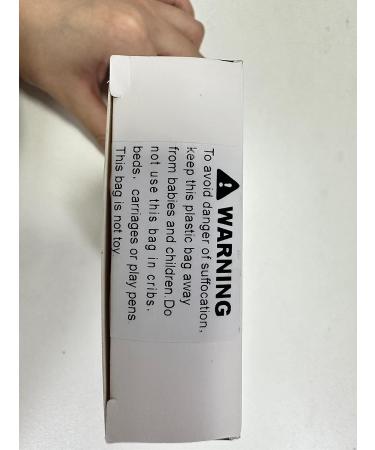 WARNING
To avoid danger of suffocation,
keep this plastic bag away
from babies and children.Do
not use this bag in cribs,
beds, carriages or play pens.
This bag is not toy